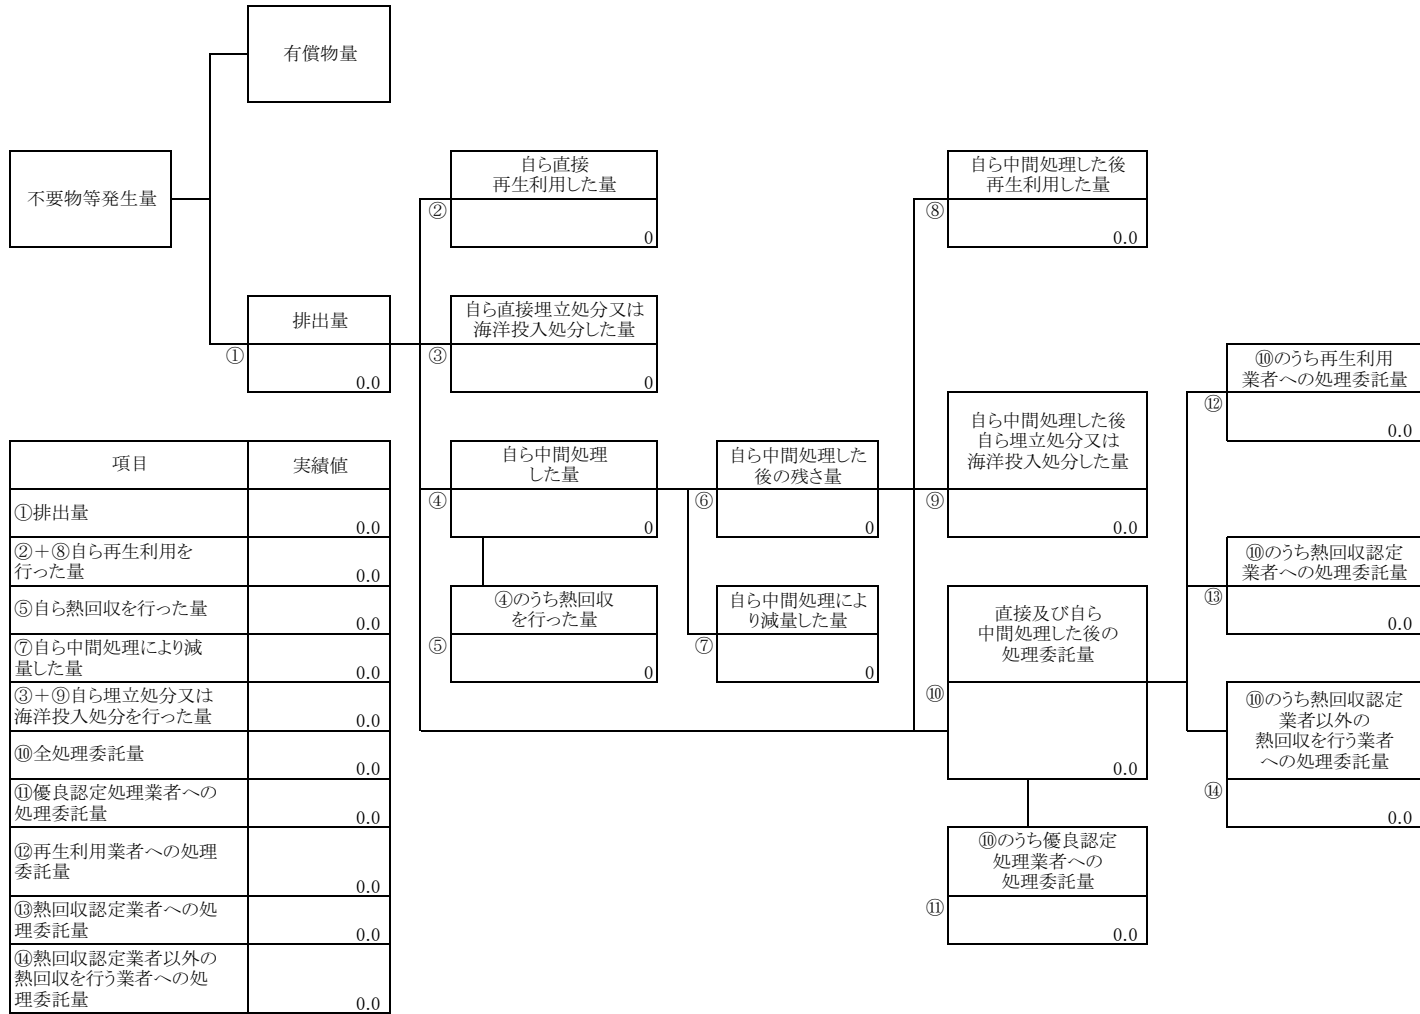 有償物量
不要物等発生量
自ら直接
再生利用した量
②
0
自ら中間処理した後
再生利用した量
⑧
0.0
排出量
①
0.0
自ら直接埋立処分又は
海洋投入処分した量
③
0
⑩のうち再生利用
業者への処理委託量
⑫
0.0
自ら中間処理
した量
④
0
自ら中間処理した
後の残さ量
⑥
0
自ら中間処理した後
自ら埋立処分又は
海洋投入処分した量
⑨
0.0
⑩のうち熱回収認定
業者への処理委託量
⑬
0.0
④のうち熱回収
を行った量
⑤
0
自ら中間処理によ
り減量した量
⑦
0
直接及び自ら
中間処理した後の
処理委託量
⑩
0.0
⑩のうち熱回収認定
業者以外の
熱回収を行う業者
への処理委託量
⑭
0.0
⑩のうち優良認定
処理業者への
処理委託量
⑪
0.0
項目
実績値
①排出量
0.0
②＋⑧自ら再生利用を
行った量
0.0
⑤自ら熱回収を行った量
0.0
⑦自ら中間処理により減
量した量
0.0
③＋⑨自ら埋立処分又は
海洋投入処分を行った量
0.0
⑩全処理委託量
0.0
⑪優良認定処理業者への
処理委託量
0.0
⑫再生利用業者への処理
委託量
0.0
⑬熱回収認定業者への処
理委託量
0.0
⑭熱回収認定業者以外の
熱回収を行う業者への処
理委託量
0.0